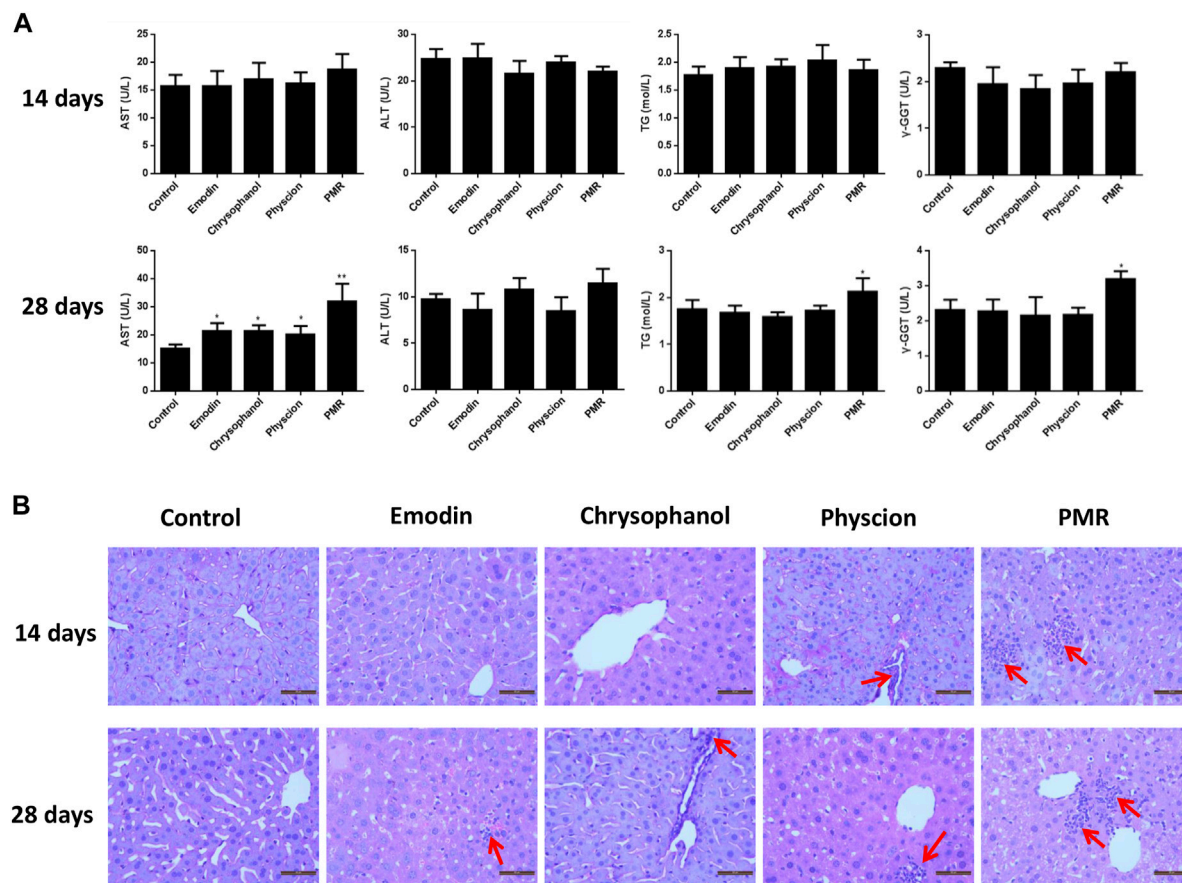 A
14 days
AST (U/L)
25
20
15
10
5
0
Control
Emodin
Chrysophanol
Physcion
PMR
ALT (U/L)
30
20
10
0
Control
Emodin
Chrysophanol
Physcion
PMR
TG (mol/L)
2.5
2.0
1.5
1.0
0.5
0.0
Control
Emodin
Chrysophanol
Physcion
PMR
γ-GGT (U/L)
3
2
1
0
Control
Emodin
Chrysophanol
Physcion
PMR
28 days
AST (U/L)
50
40
30
20
10
0
* * * **
Control
Emodin
Chrysophanol
Physcion
PMR
ALT (U/L)
15
10
5
0
Control
Emodin
Chrysophanol
Physcion
PMR
TG (mol/L)
3
2
1
0
*
Control
Emodin
Chrysophanol
Physcion
PMR
γ-GGT (U/L)
4
3
2
1
0
*
Control
Emodin
Chrysophanol
Physcion
PMR
B
Control Emodin Chrysophanol Physcion PMR
14 days
28 days